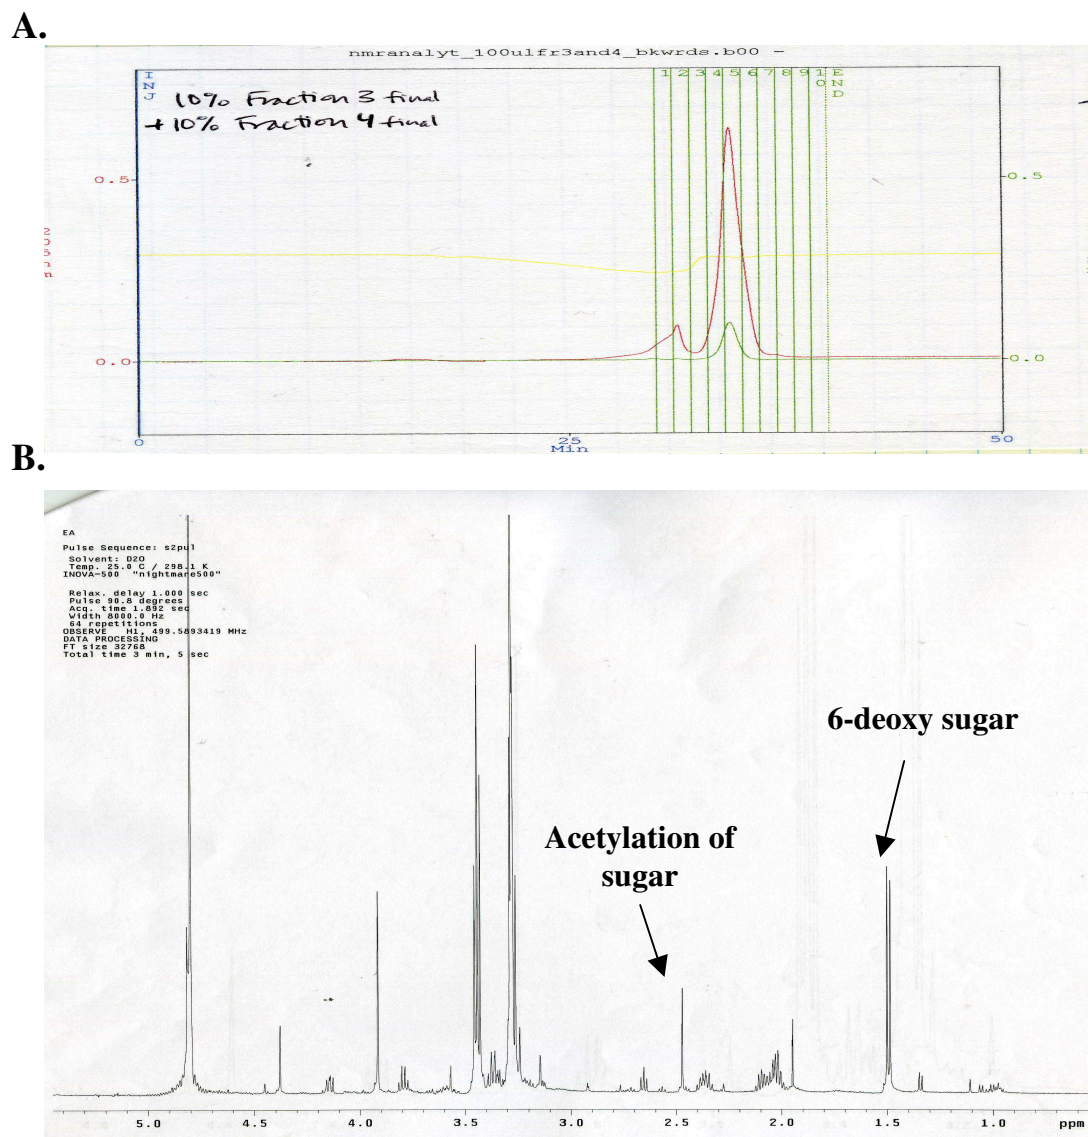 A.
nmranalyt_100ulfr3and4_bkwrds.b00 -
INJ
1 2 3 4 5 6 7 8 9 10 END
10% Fraction 3 final
+ 10% Fraction 4 final
0.5
0.5
0.0
0.0
0
25
50
Min
B.
EA
Pulse Sequence: s2pul
Solvent: D2O
Temp. 25.0 C / 298.1 K
INOVA-500 "nightmare500"
Relax. delay 1.000 sec
Pulse 90.8 degrees
Acq. time 1.892 sec
Width 8000.0 Hz
64 repetitions
OBSERVE H1, 499.5893419 MHz
DATA PROCESSING
FT size 32768
Total time 3 min, 5 sec
6-deoxy sugar
Acetylation of
sugar
5.0 4.5 4.0 3.5 3.0 2.5 2.0 1.5 1.0 ppm